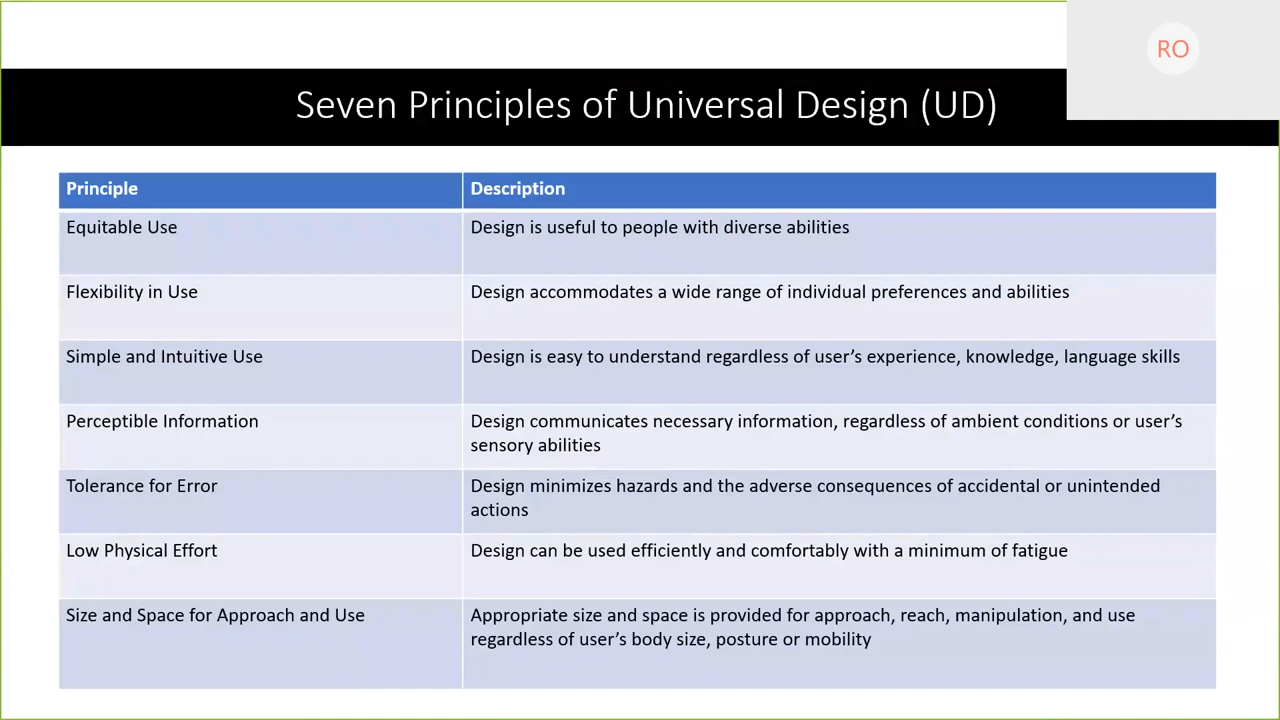 RO
Seven Principles of Universal Design (UD)
Principle
Description
Equitable Use
Design is useful to people with diverse abilities
Flexibility in Use
Design accommodates a wide range of individual preferences and abilities
Simple and Intuitive Use
Design is easy to understand regardless of user’s experience, knowledge, language skills
Perceptible Information
Design communicates necessary information, regardless of ambient conditions or user’s
sensory abilities
Tolerance for Error
Design minimizes hazards and the adverse consequences of accidental or unintended
actions
Low Physical Effort
Design can be used efficiently and comfortably with a minimum of fatigue
Size and Space for Approach and Use
Appropriate size and space is provided for approach, reach, manipulation, and use
regardless of user’s body size, posture or mobility